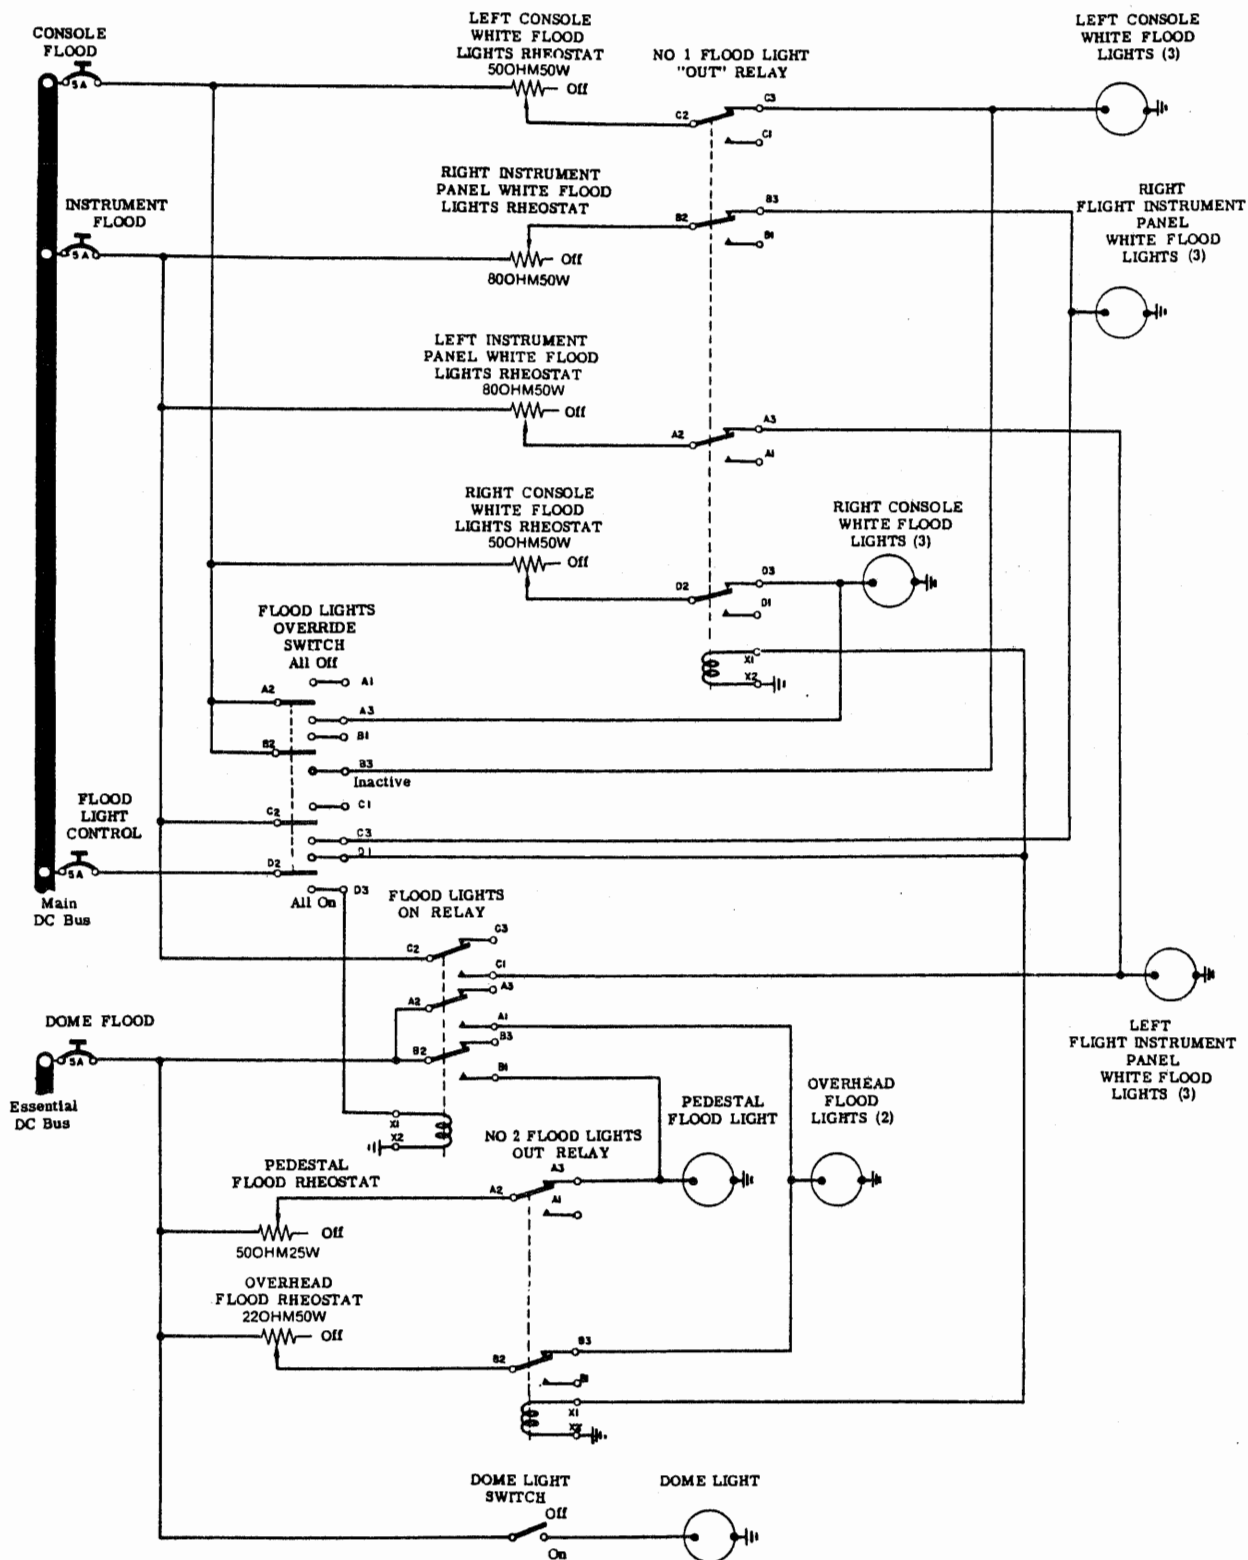 CONSOLE
FLOOD
5A
LEFT CONSOLE
WHITE FLOOD
LIGHTS RHEOSTAT
50OHM50W
Off
NO 1 FLOOD LIGHT
"OUT" RELAY
C2
C3
C1
LEFT CONSOLE
WHITE FLOOD
LIGHTS (3)
INSTRUMENT
FLOOD
5A
RIGHT INSTRUMENT
PANEL WHITE FLOOD
LIGHTS RHEOSTAT
Off
80OHM50W
B2
B3
B1
RIGHT
FLIGHT INSTRUMENT
PANEL
WHITE FLOOD
LIGHTS (3)
LEFT INSTRUMENT
PANEL WHITE FLOOD
LIGHTS RHEOSTAT
80OHM50W
Off
A2
A3
A1
RIGHT CONSOLE
WHITE FLOOD
LIGHTS RHEOSTAT
50OHM50W
Off
D2
D3
D1
RIGHT CONSOLE
WHITE FLOOD
LIGHTS (3)
X1
X2
FLOOD LIGHTS
OVERRIDE
SWITCH
All Off
A2
A1
A3
B1
B2
B3
Inactive
C1
C2
C3
D1
D2
D3
All On
FLOOD
LIGHT
CONTROL
5A
Main
DC Bus
FLOOD LIGHTS
ON RELAY
C2
C3
C1
A2
A3
A1
B3
B2
B1
X1
X2
LEFT
FLIGHT INSTRUMENT
PANEL
WHITE FLOOD
LIGHTS (3)
DOME FLOOD
5A
Essential
DC Bus
PEDESTAL
FLOOD LIGHT
OVERHEAD
FLOOD
LIGHTS (2)
NO 2 FLOOD LIGHTS
OUT RELAY
A3
A2
A1
PEDESTAL
FLOOD RHEOSTAT
Off
50OHM25W
OVERHEAD
FLOOD RHEOSTAT
22OHM50W
Off
B3
B2
X1
X2
DOME LIGHT
SWITCH
Off
On
DOME LIGHT